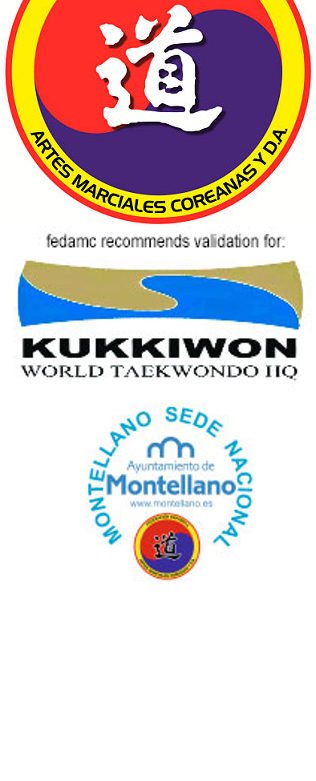 道
ARTES MARCIALES COREANAS Y D.A.
fedamc recommends validation for:
KUKKIWON
WORLD TAEKWONDO HQ
MONTELLANO SEDE NACIONAL
Ayuntamiento de
Montellano
www.montellano.es
道